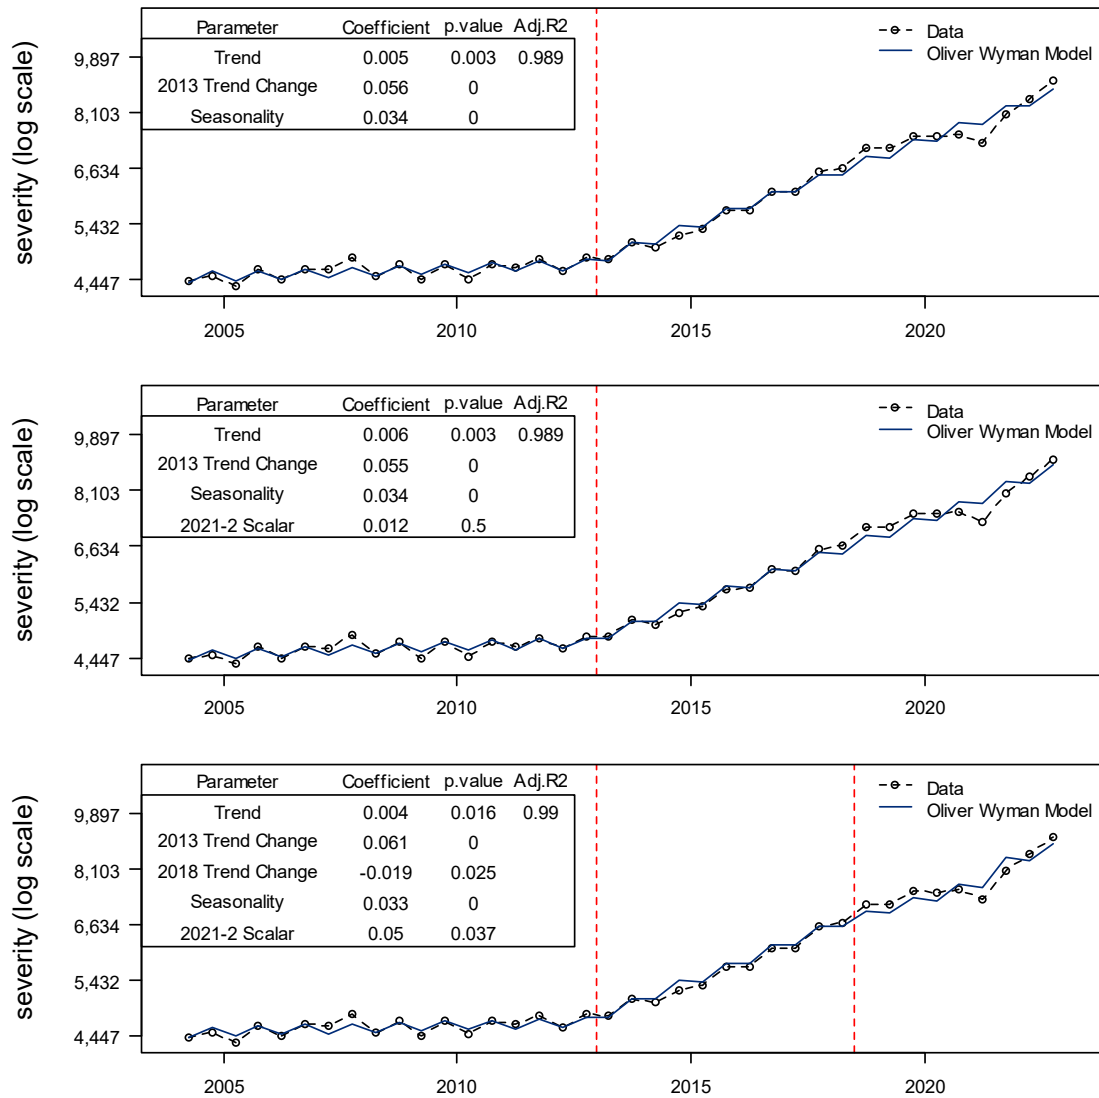 Parameter Coefficient p.value Adj.R2
Trend 0.005 0.003 0.989
2013 Trend Change 0.056 0
Seasonality 0.034 0
Data
Oliver Wyman Model
severity (log scale)
9,897
8,103
6,634
5,432
4,447
2005 2010 2015 2020
Parameter Coefficient p.value Adj.R2
Trend 0.006 0.003 0.989
2013 Trend Change 0.055 0
Seasonality 0.034 0
2021-2 Scalar 0.012 0.5
Data
Oliver Wyman Model
severity (log scale)
9,897
8,103
6,634
5,432
4,447
2005 2010 2015 2020
Parameter Coefficient p.value Adj.R2
Trend 0.004 0.016 0.99
2013 Trend Change 0.061 0
2018 Trend Change -0.019 0.025
Seasonality 0.033 0
2021-2 Scalar 0.05 0.037
Data
Oliver Wyman Model
severity (log scale)
9,897
8,103
6,634
5,432
4,447
2005 2010 2015 2020